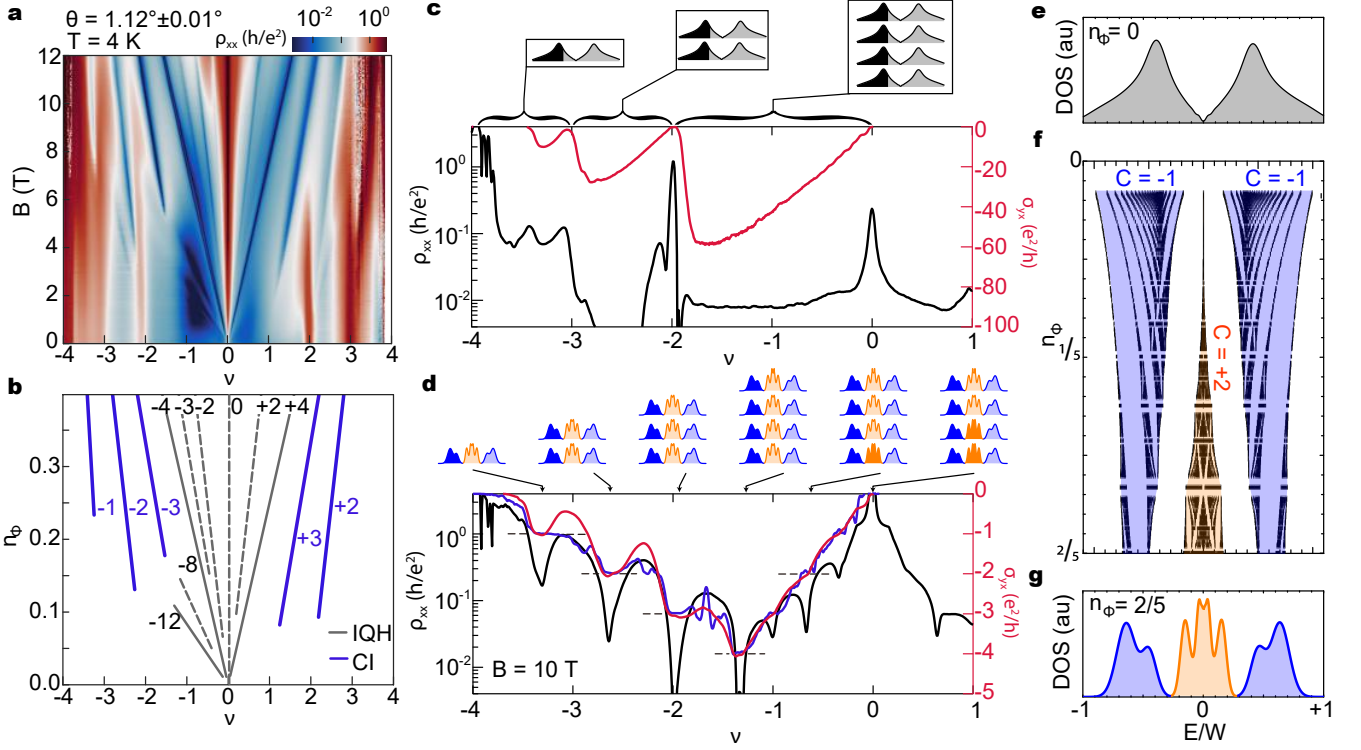 a
θ = 1.12°±0.01°
T = 4 K
ρxx (h/e²)
10⁻² 10⁰
B (T)
12
10
8
6
4
2
0
-4 -3 -2 -1 0 1 2 3 4
ν
b
-4 -3 -2 0 +2 +4
-1 -2 -3
-8
-12
+3 +2
IQH
CI
nΦ
0.3
0.2
0.1
0.0
-4 -3 -2 -1 0 1 2 3 4
ν
c
ρxx (h/e²)
10⁰
10⁻¹
10⁻²
σyx (e²/h)
0
-20
-40
-60
-80
-100
-4 -3 -2 -1 0 1
ν
d
ρxx (h/e²)
10⁰
10⁻¹
10⁻²
B = 10 T
σyx (e²/h)
0
-1
-2
-3
-4
-5
-4 -3 -2 -1 0 1
ν
e
DOS (au)
nΦ = 0
f
0
C = -1 C = -1
C = +2
nΦ
1/5
2/5
g
DOS (au)
nΦ = 2/5
-1 0 +1
E/W